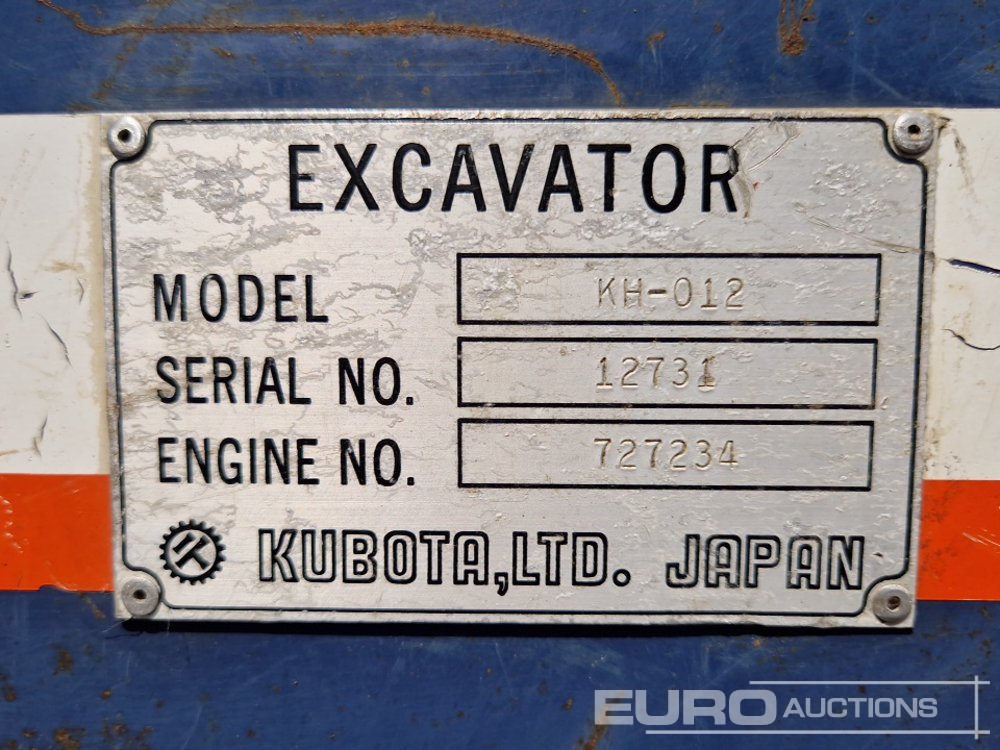 EXCAVATOR
MODEL KH-012
SERIAL NO. 12731
ENGINE NO. 727234
KUBOTA,LTD. JAPAN
EURO AUCTIONS